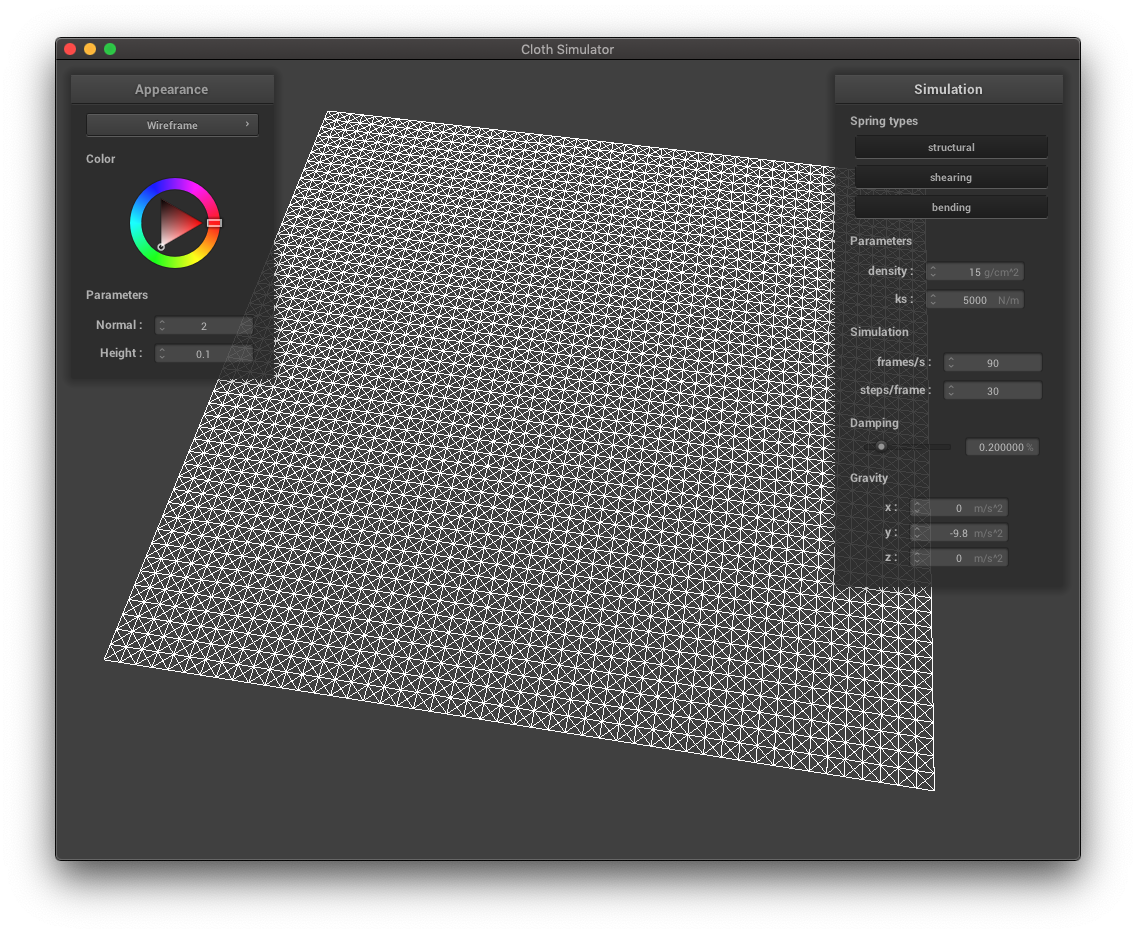 Cloth Simulator
Appearance
Wireframe ›
Color
Parameters
Normal : 2
Height : 0.1
Simulation
Spring types
structural
shearing
bending
Parameters
density : 15 g/cm^2
ks : 5000 N/m
Simulation
frames/s : 90
steps/frame : 30
Damping
0.200000 %
Gravity
x : 0 m/s^2
y : -9.8 m/s^2
z : 0 m/s^2